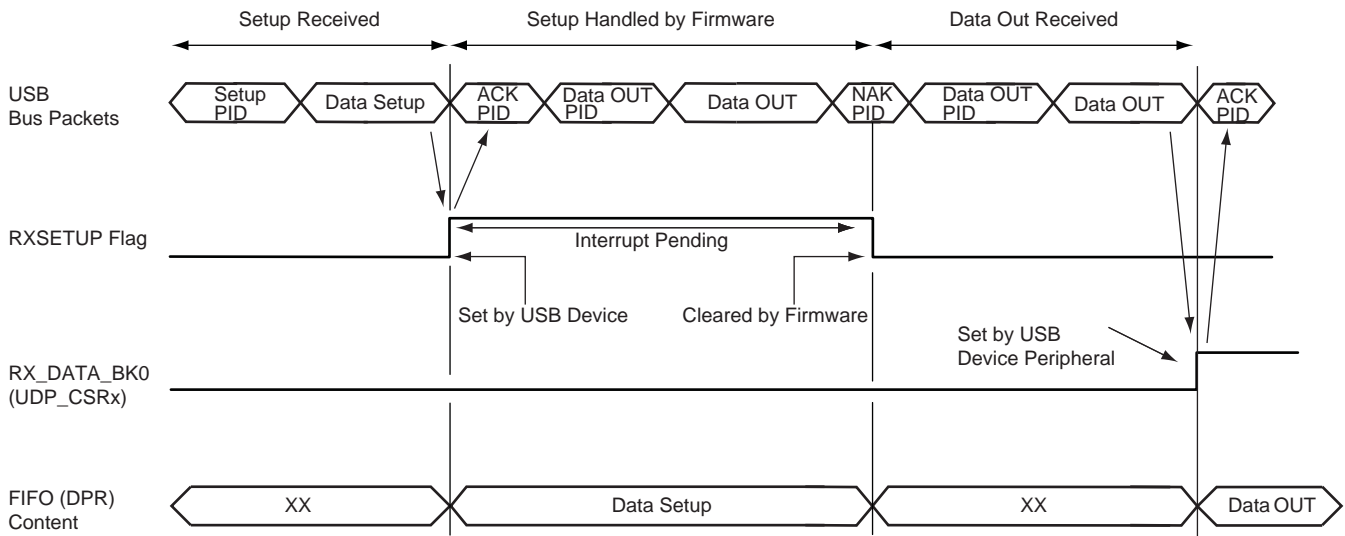 Setup Received
Setup Handled by Firmware
Data Out Received
USB
Bus Packets
Setup
PID
Data Setup
ACK
PID
Data OUT
PID
Data OUT
NAK
PID
Data OUT
PID
Data OUT
ACK
PID
RXSETUP Flag
Interrupt Pending
Set by USB Device
Cleared by Firmware
Set by USB
Device Peripheral
RX_DATA_BK0
(UDP_CSRx)
FIFO (DPR)
Content
XX
Data Setup
XX
Data OUT